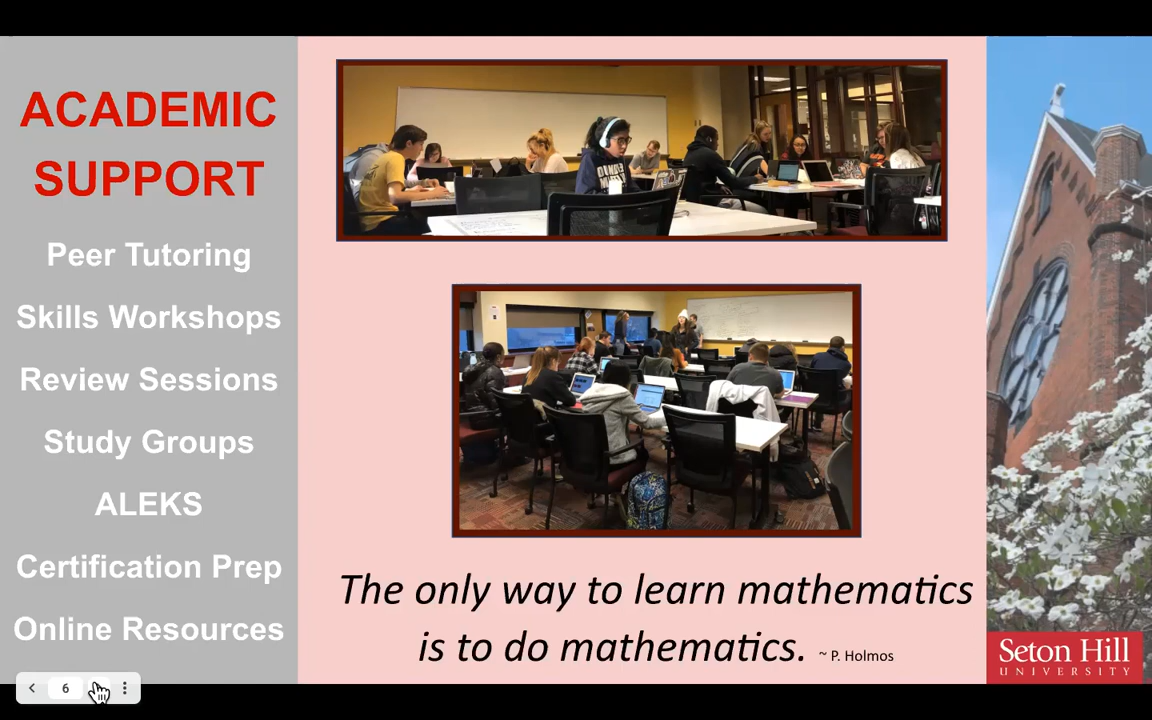 ACADEMIC
SUPPORT
Peer Tutoring
Skills Workshops
Review Sessions
Study Groups
ALEKS
Certification Prep
Online Resources
The only way to learn mathematics
is to do mathematics. ~ P. Holmos
Seton Hill
UNIVERSITY
6